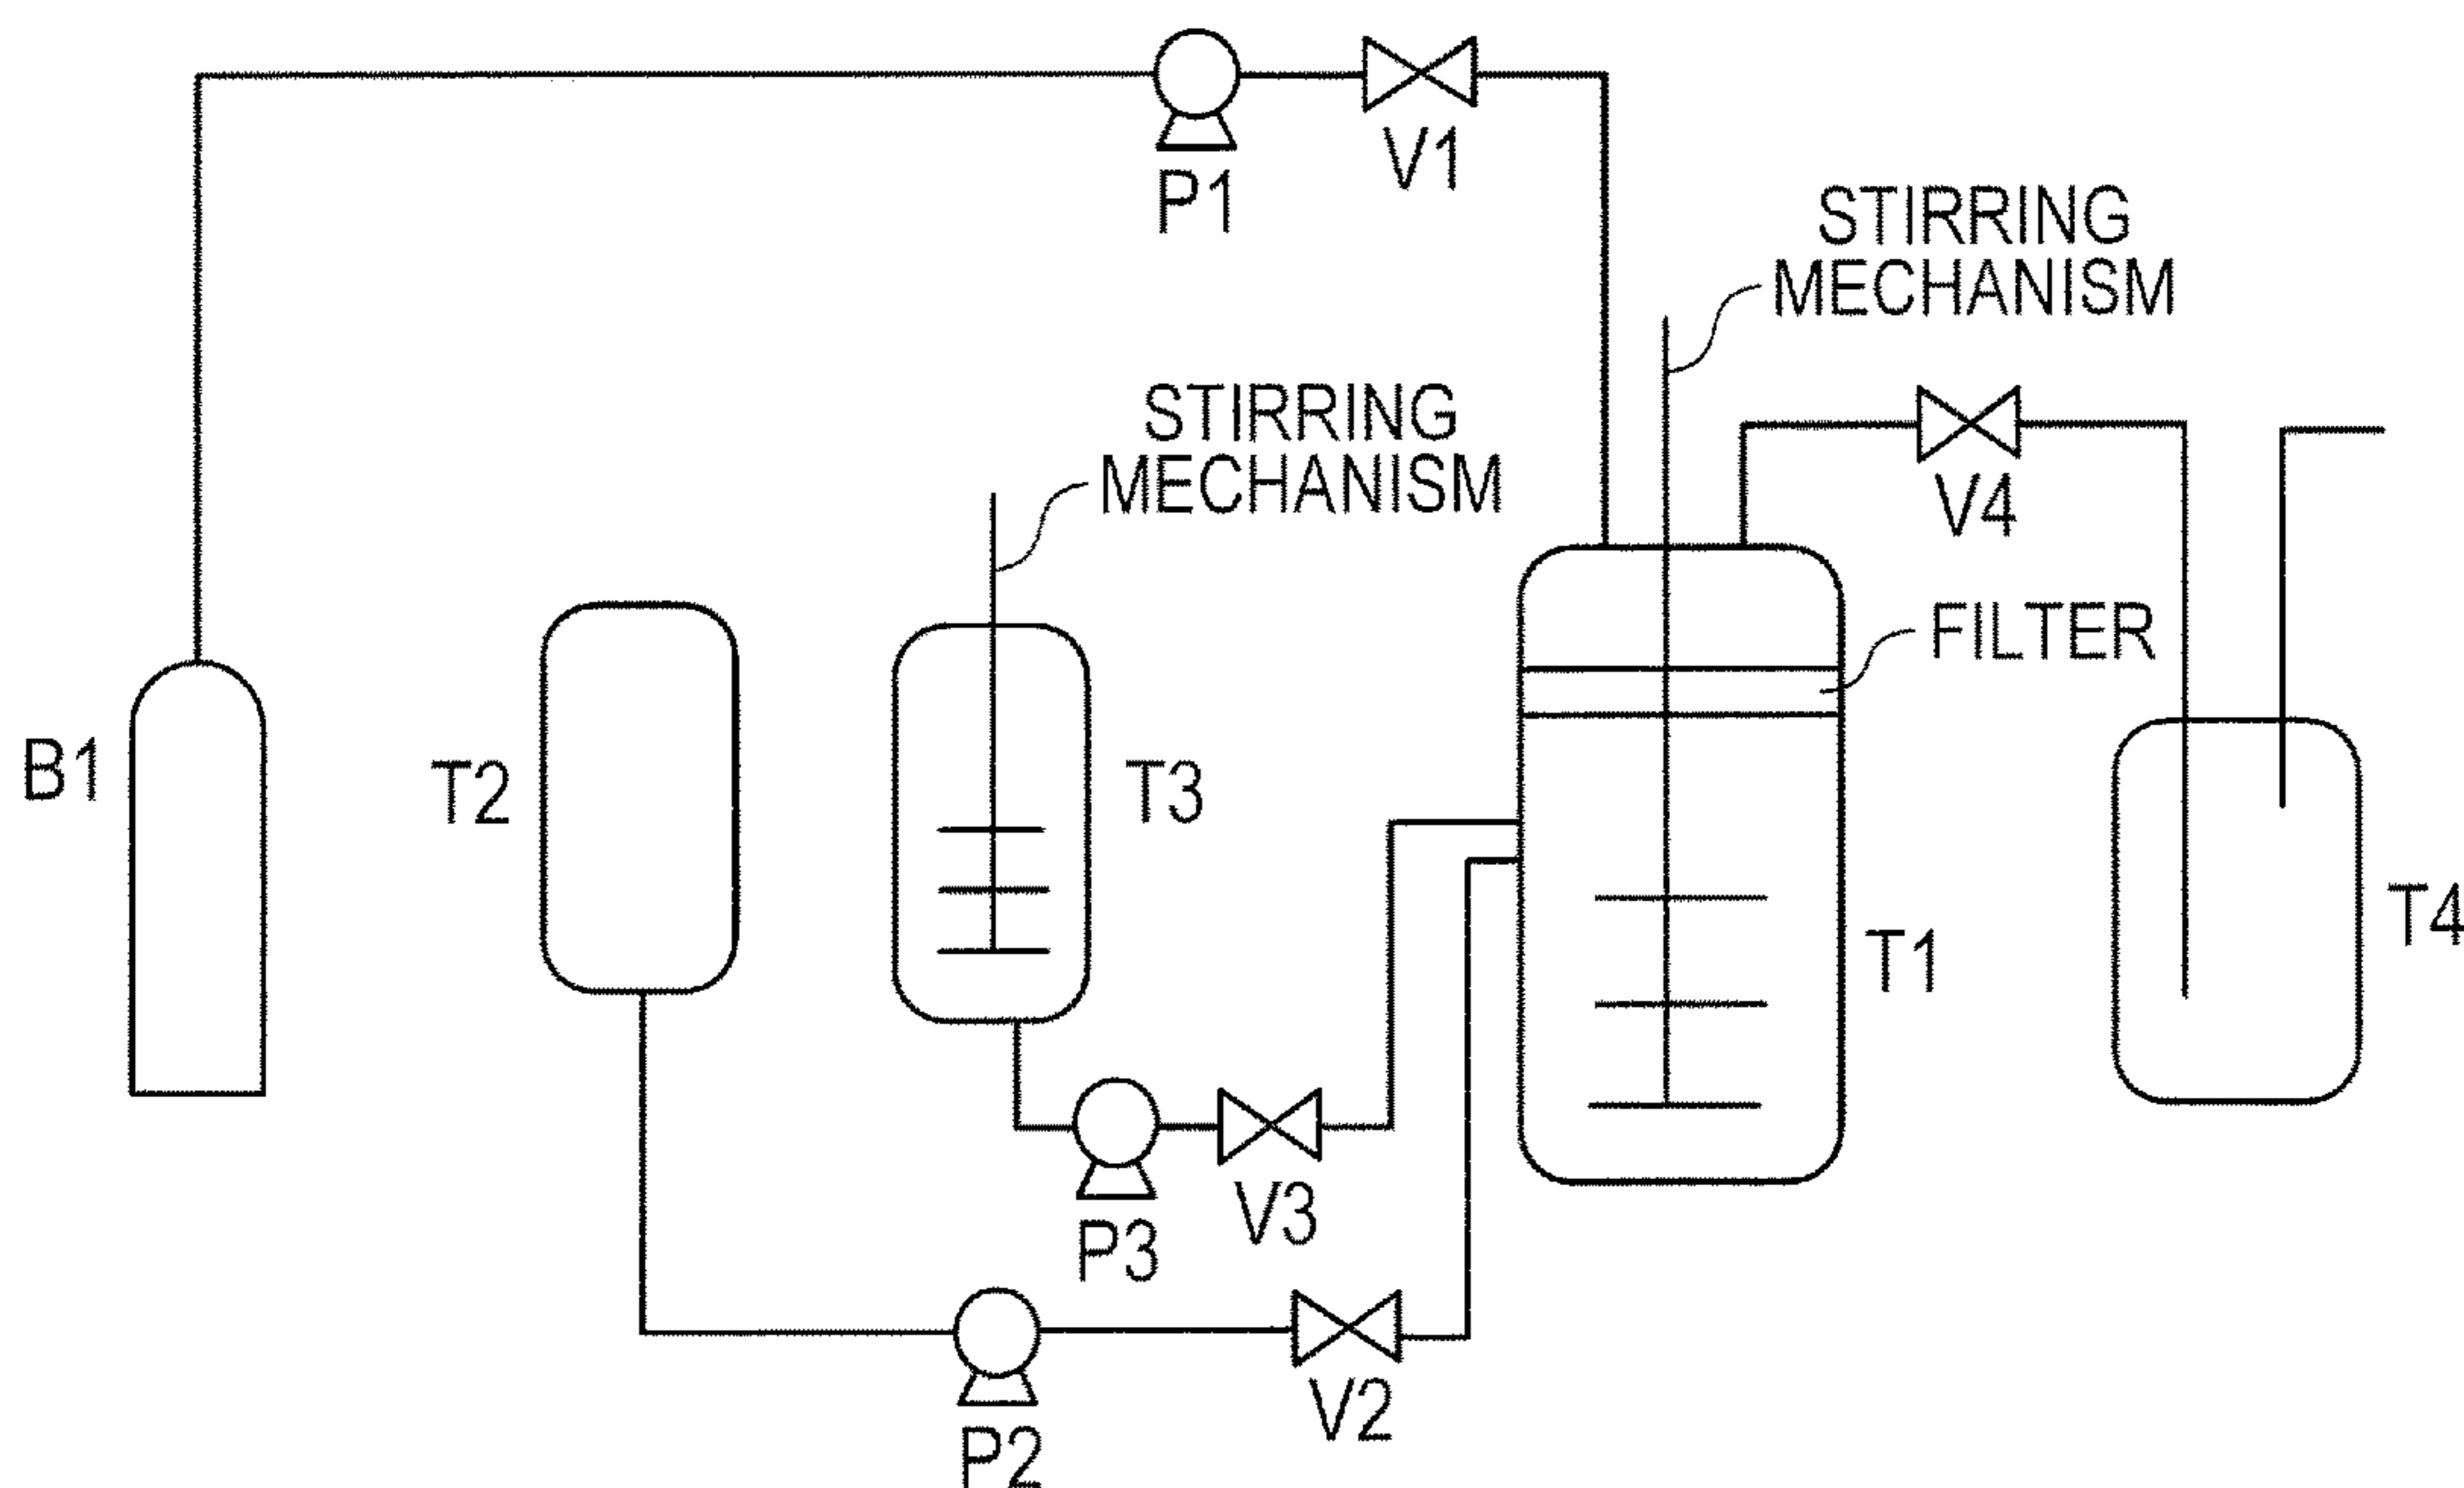 P1
V1
STIRRING
MECHANISM
STIRRING
MECHANISM
V4
FILTER
B1
T2
T3
T1
T4
P3
V3
P2
V2